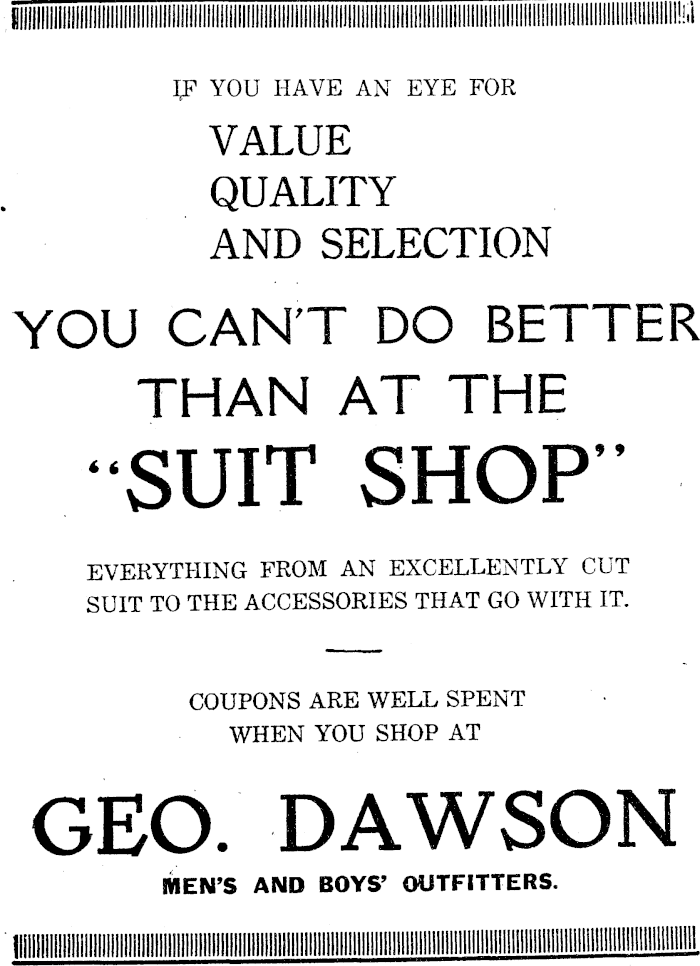 IF YOU HAVE AN EYE FOR
VALUE
QUALITY
AND SELECTION
YOU CAN'T DO BETTER
THAN AT THE
“SUIT SHOP”
EVERYTHING FROM AN EXCELLENTLY CUT
SUIT TO THE ACCESSORIES THAT GO WITH IT.
COUPONS ARE WELL SPENT
WHEN YOU SHOP AT
GEO. DAWSON
MEN'S AND BOYS' OUTFITTERS.